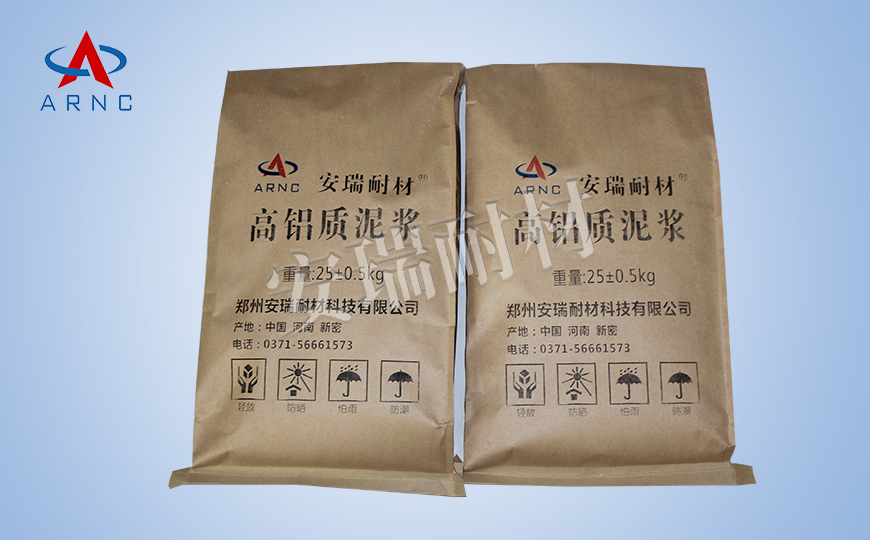 ARNC
ARNC 安瑞耐材®
高铝质泥浆
重量:25±0.5kg
郑州安瑞耐材科技有限公司
产地:中国 河南 新密
电话:0371-56661573
轻放 防晒 怕雨 防潮
ARNC 安瑞耐材®
高铝质泥浆
重量:25±0.5kg
郑州安瑞耐材科技有限公司
产地:中国 河南 新密
电话:0371-56661573
轻放 防晒 怕雨 防潮
安瑞耐材